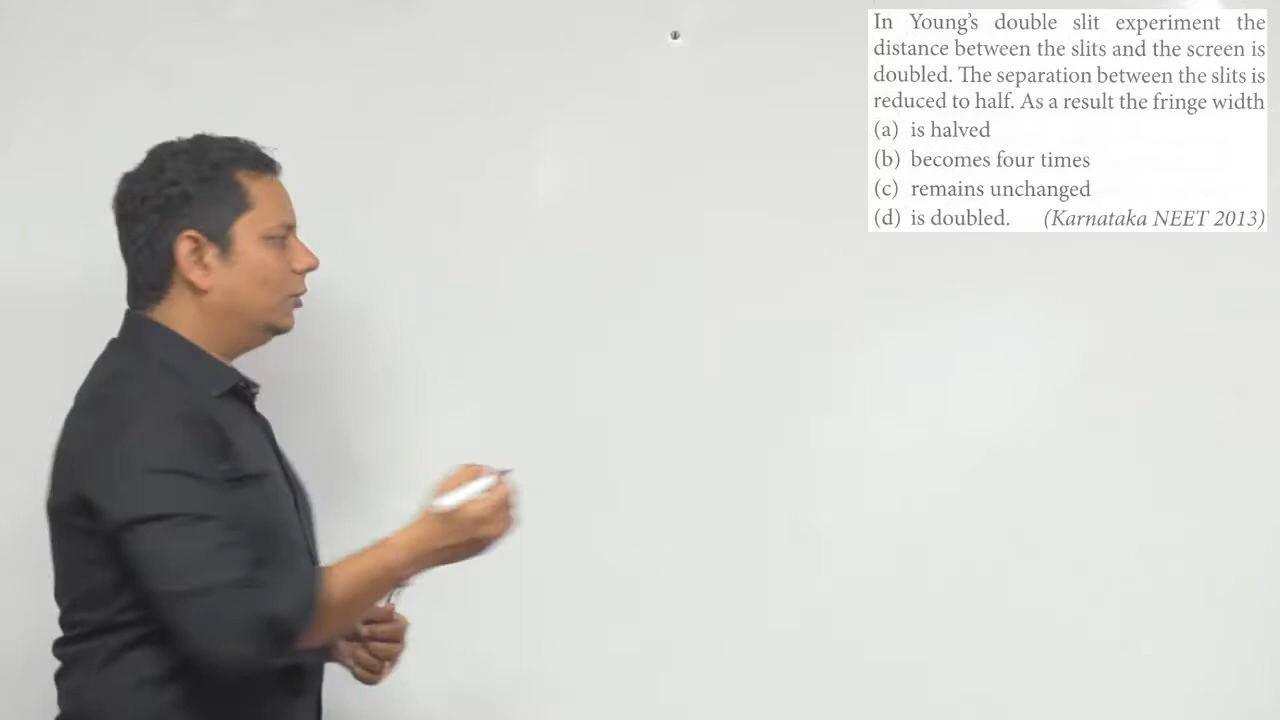 In Young's double slit experiment the
distance between the slits and the screen is
doubled. The separation between the slits is
reduced to half. As a result the fringe width
(a) is halved
(b) becomes four times
(c) remains unchanged
(d) is doubled. (Karnataka NEET 2013)